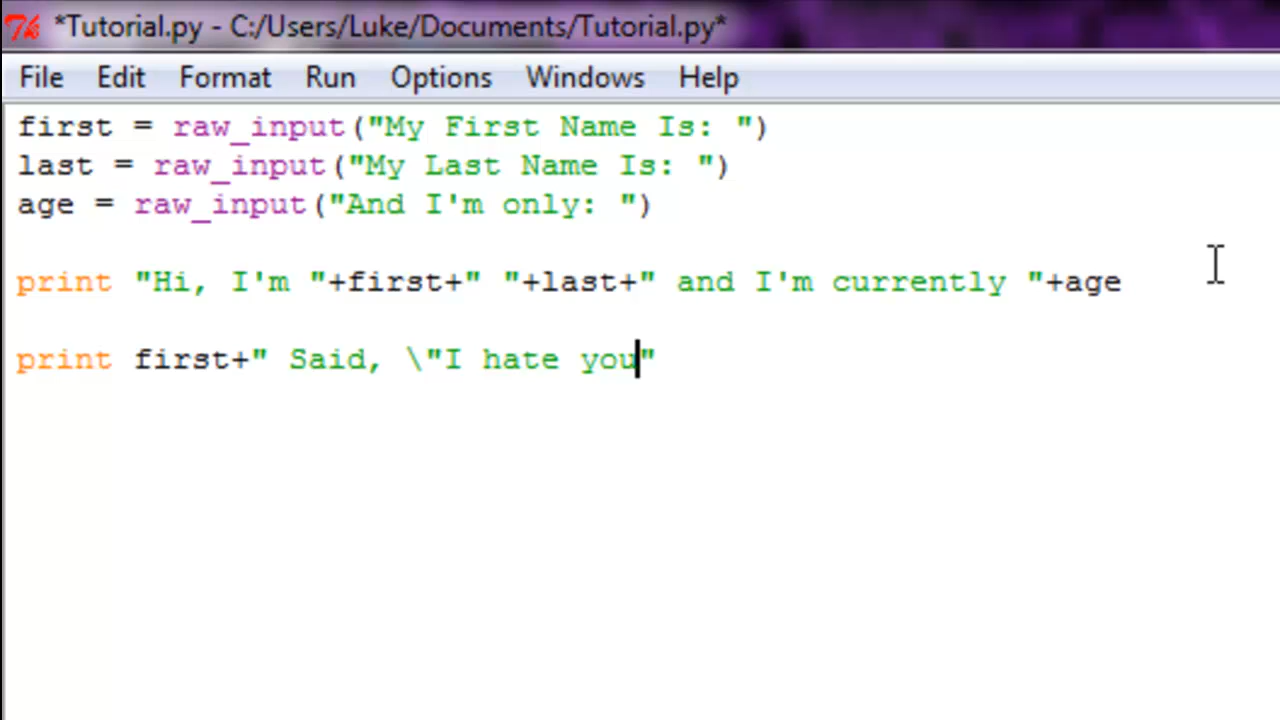 *Tutorial.py - C:/Users/Luke/Documents/Tutorial.py*
File Edit Format Run Options Windows Help
first = raw_input("My First Name Is: ")
last = raw_input("My Last Name Is: ")
age = raw_input("And I'm only: ")
print "Hi, I'm "+first+" "+last+" and I'm currently "+age
print first+" Said, \"I hate you"